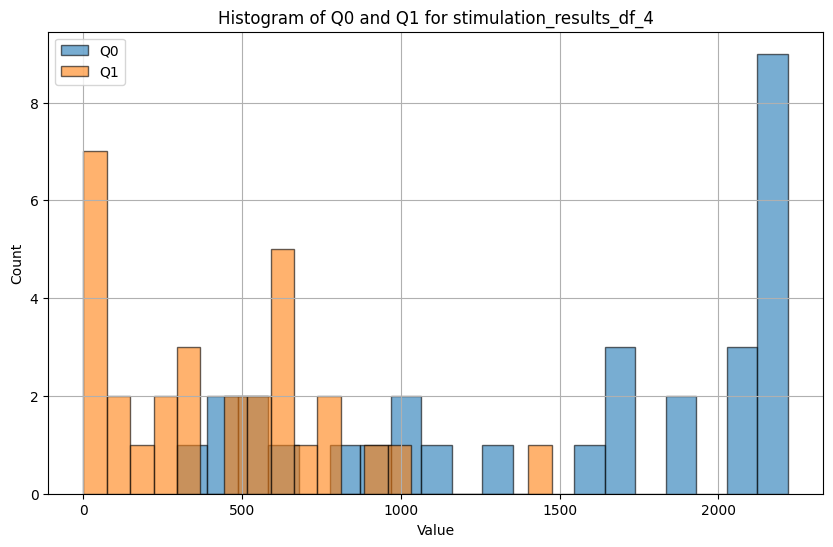 Histogram of Q0 and Q1 for stimulation_results_df_4
Q0
Q1
8
6
4
2
0
Count
0 500 1000 1500 2000
Value